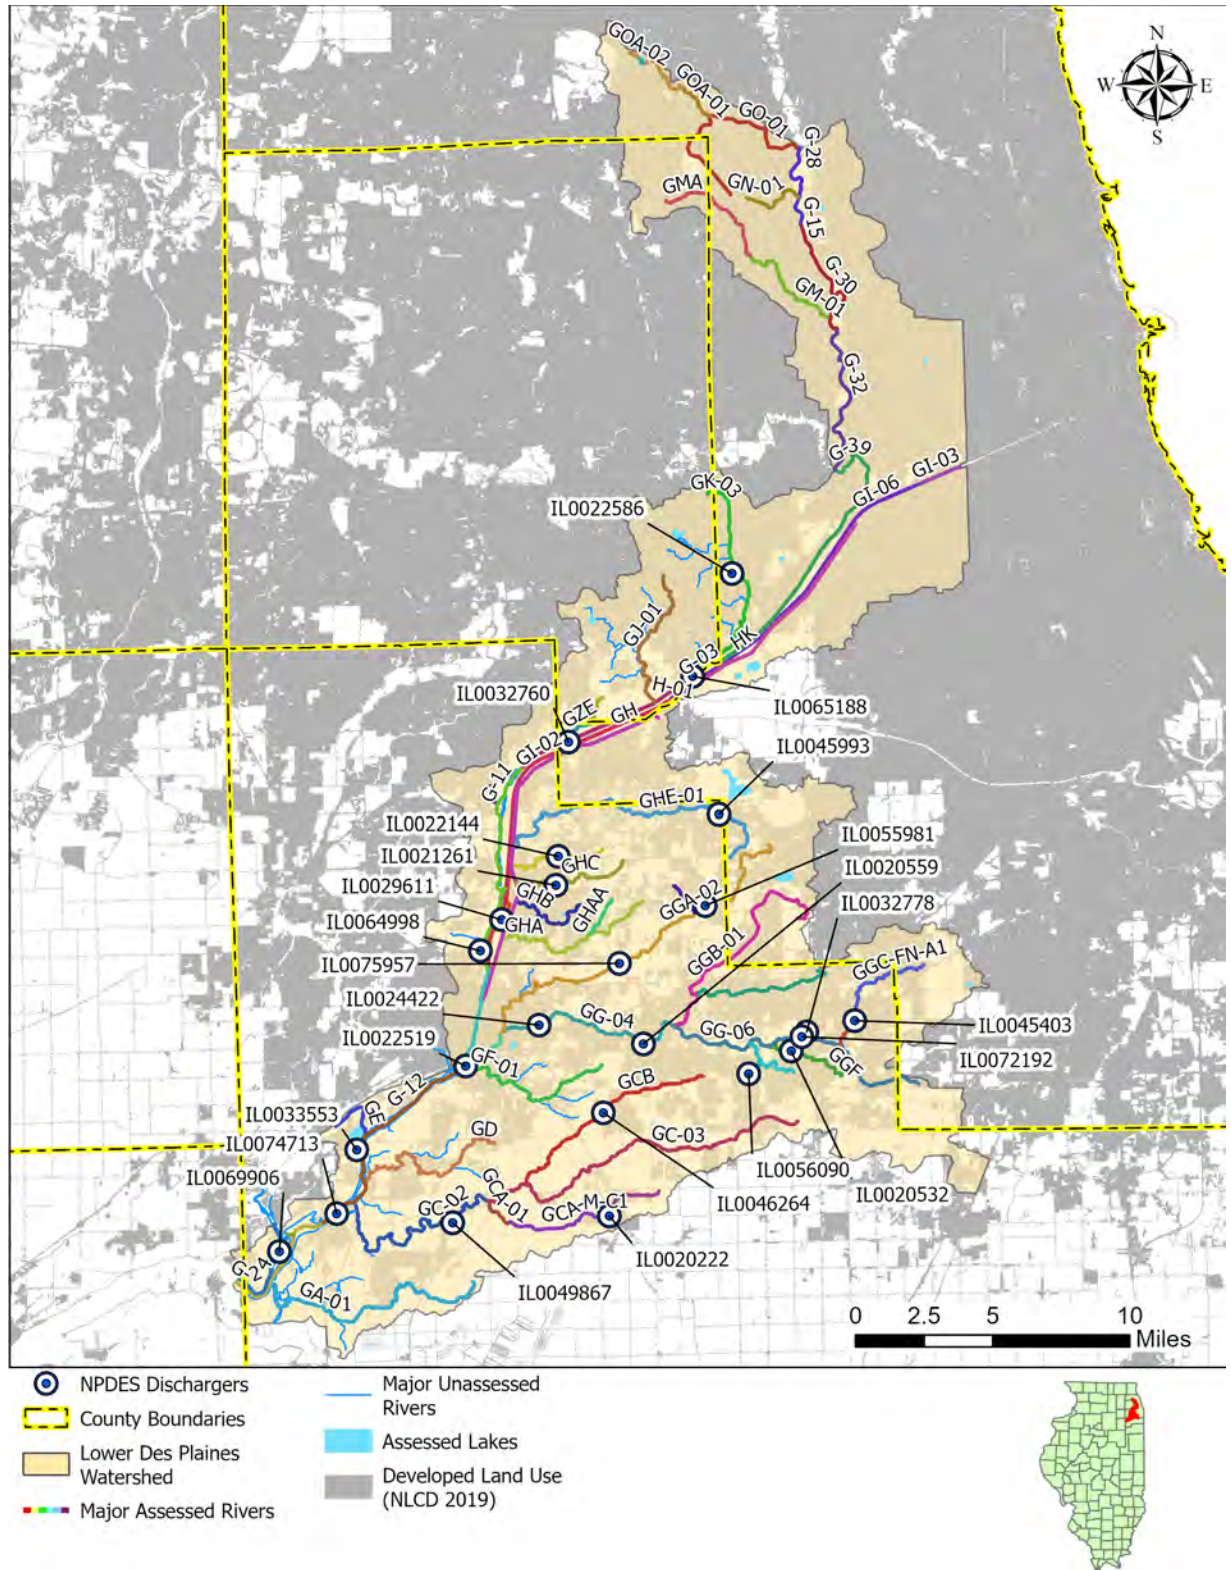 N
W E
S
GOA-02
GOA-01
GO-01
G-28
GMA
GN-01
G-15
G-30
GM-01
G-32
G-39
GI-03
GI-06
GK-03
IL0022586
GJ-01
HK
G-03
H-01
IL0032760
GZE
GH
IL0065188
GI-02
IL0045993
G-11
GHE-01
IL0022144
IL0055981
IL0021261
GHC
IL0020559
IL0029611
GHB
GHAA
GGA-02
IL0032778
IL0064998
GHA
IL0075957
GGB-01
GGC-FN-A1
IL0024422
GG-04
GG-06
IL0045403
IL0022519
GF-01
IL0072192
GGF
G-12
GCB
IL0033553
GE
IL0074713
GD
GC-03
IL0056090
IL0069906
IL0020532
GC-02
GCA-01
GCA-M-C1
IL0046264
IL0020222
G-2A
IL0049867
GA-01
0 2.5 5 10
Miles
NPDES Dischargers
County Boundaries
Lower Des Plaines
Watershed
Major Assessed Rivers
Major Unassessed
Rivers
Assessed Lakes
Developed Land Use
(NLCD 2019)